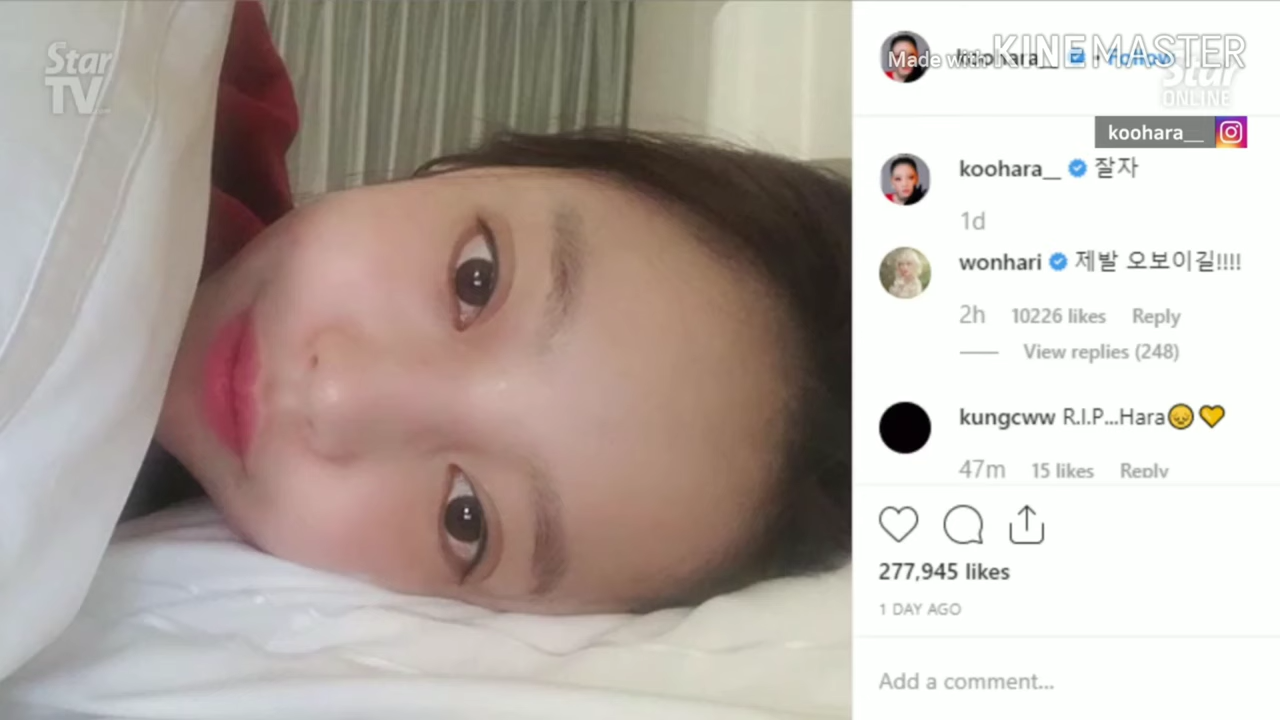 Star
TV
Made with KINEMASTER
koohara__ • Follow
Star
ONLINE
koohara__
koohara__ 잘자
1d
wonhari 제발 오보이길!!!!
2h 10226 likes Reply
View replies (248)
kungcww R.I.P...Hara😞💛
47m 15 likes Reply
277,945 likes
1 DAY AGO
Add a comment...